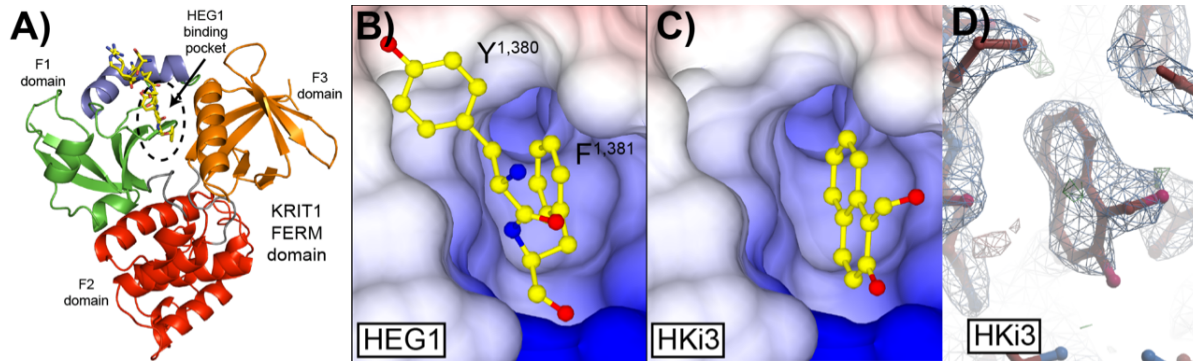 A)
HEG1
binding
pocket
F1
domain
F3
domain
KRIT1
FERM
domain
F2
domain
B)
Y1,380
F1,381
HEG1
C)
HKi3
D)
HKi3